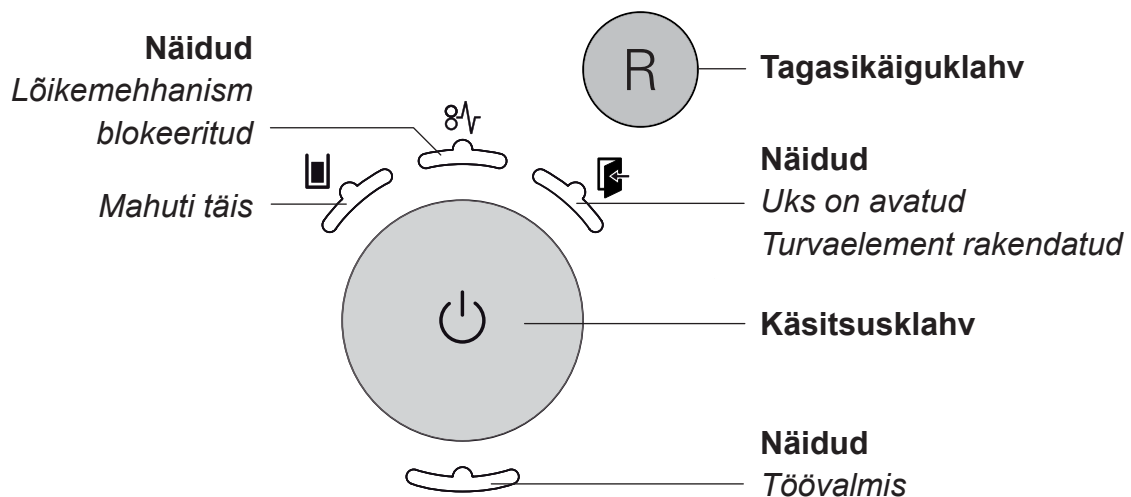 Näidud
Lõikemehhanism
blokeeritud
Mahuti täis
R
Tagasikäiguklahv
Näidud
Uks on avatud
Turvaelement rakendatud
Käsitsusklahv
Näidud
Töövalmis